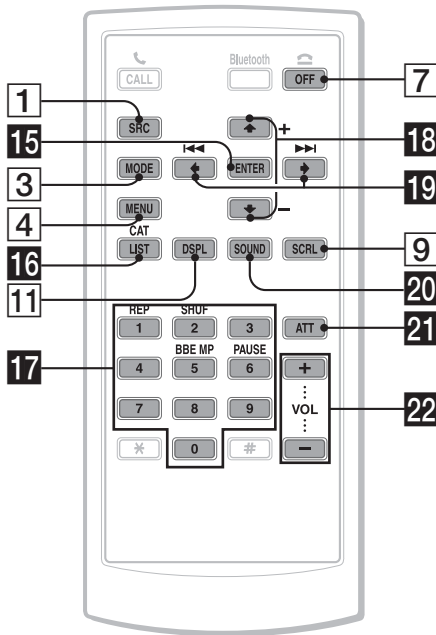 Bluetooth
CALL OFF 7
1
SRC + 18
15
MODE ENTER 19
3
MENU −
4
CAT
LIST DSPL SOUND SCRL 9
16
11 20
REP SHUF
1 2 3 ATT 21
BBE MP PAUSE
17 4 5 6 +
7 8 9 VOL 22
* 0 # −